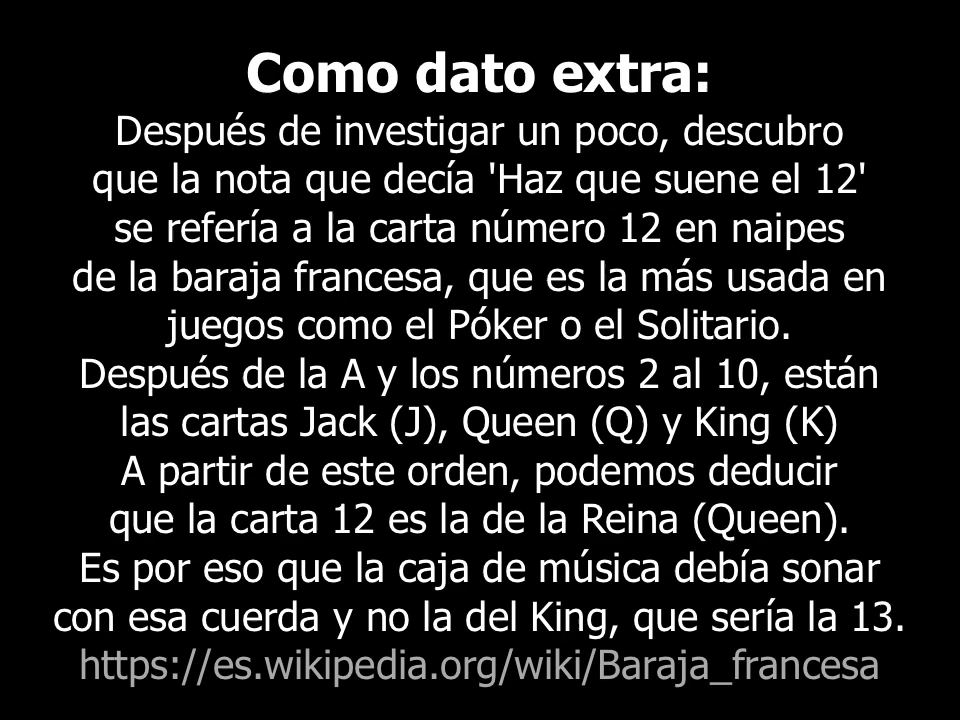 Como dato extra:
Después de investigar un poco, descubro
que la nota que decía 'Haz que suene el 12'
se refería a la carta número 12 en naipes
de la baraja francesa, que es la más usada en
juegos como el Póker o el Solitario.
Después de la A y los números 2 al 10, están
las cartas Jack (J), Queen (Q) y King (K)
A partir de este orden, podemos deducir
que la carta 12 es la de la Reina (Queen).
Es por eso que la caja de música debía sonar
con esa cuerda y no la del King, que sería la 13.
https://es.wikipedia.org/wiki/Baraja_francesa